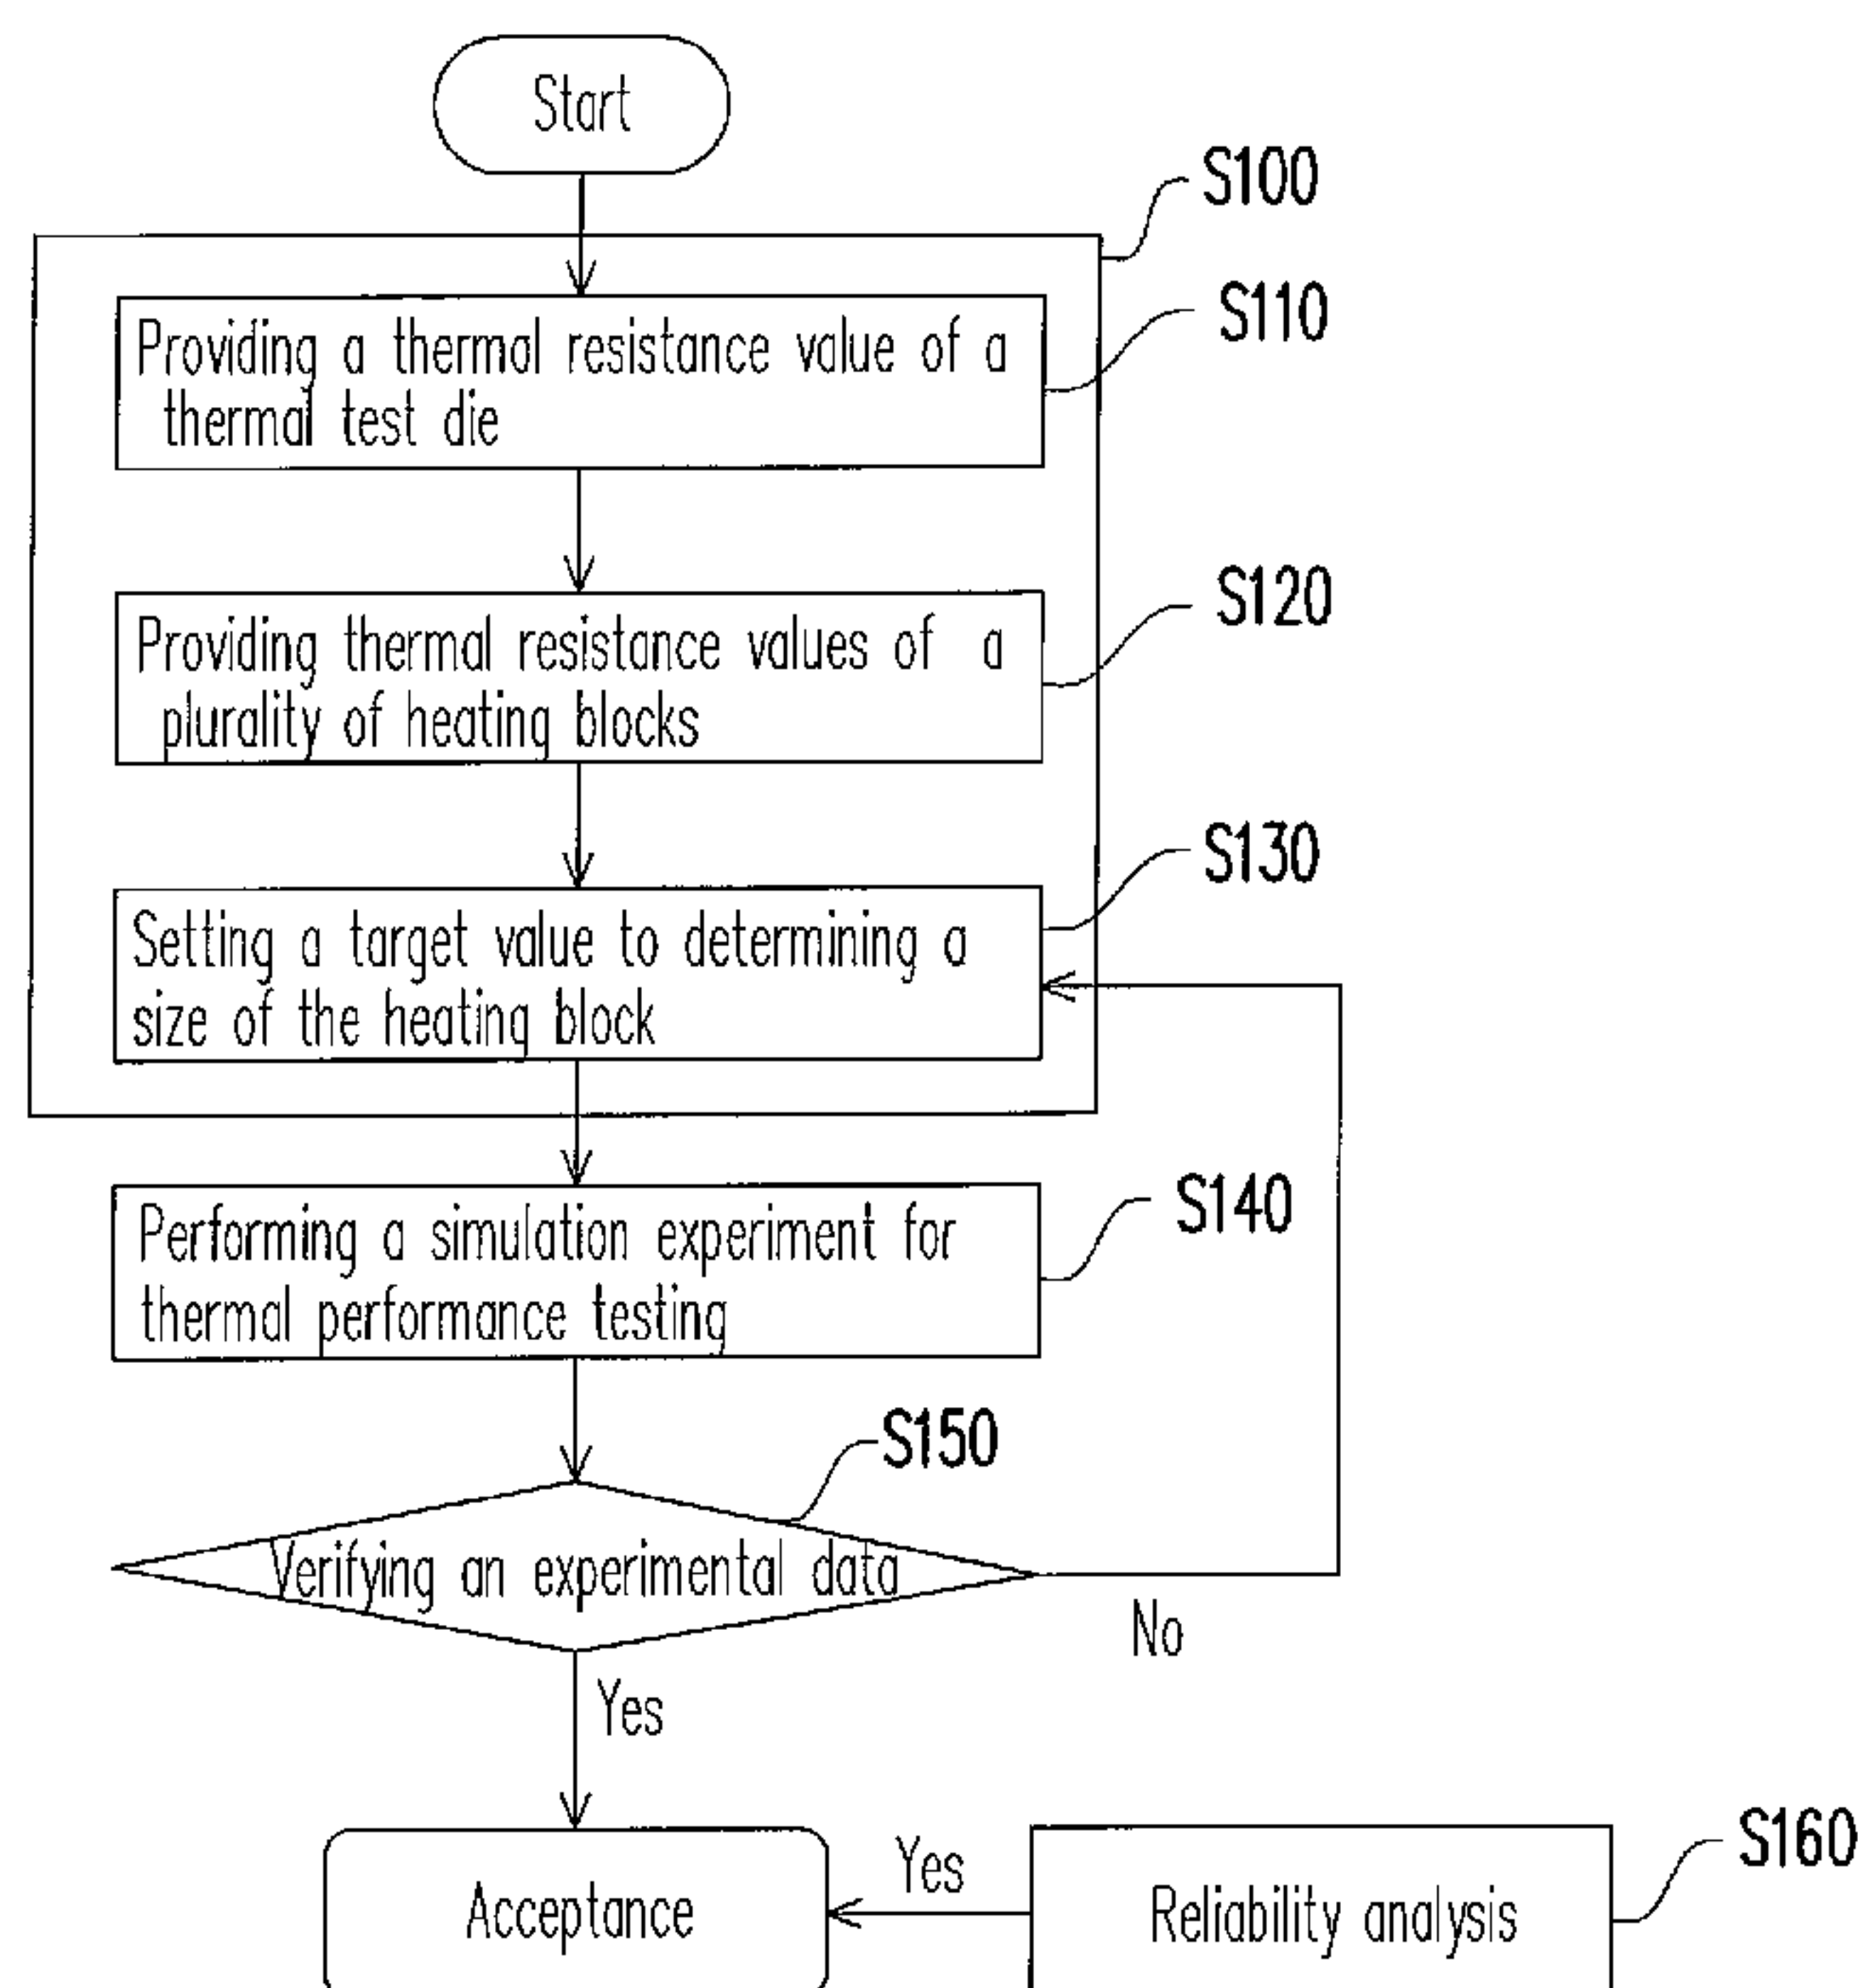 Start
S100
S110
Providing a thermal resistance value of a
thermal test die
S120
Providing thermal resistance values of a
plurality of heating blocks
S130
Setting a target value to determining a
size of the heating block
S140
Performing a simulation experiment for
thermal performance testing
S150
Verifying an experimental data
No
Yes
S160
Acceptance
Yes
Reliability analysis